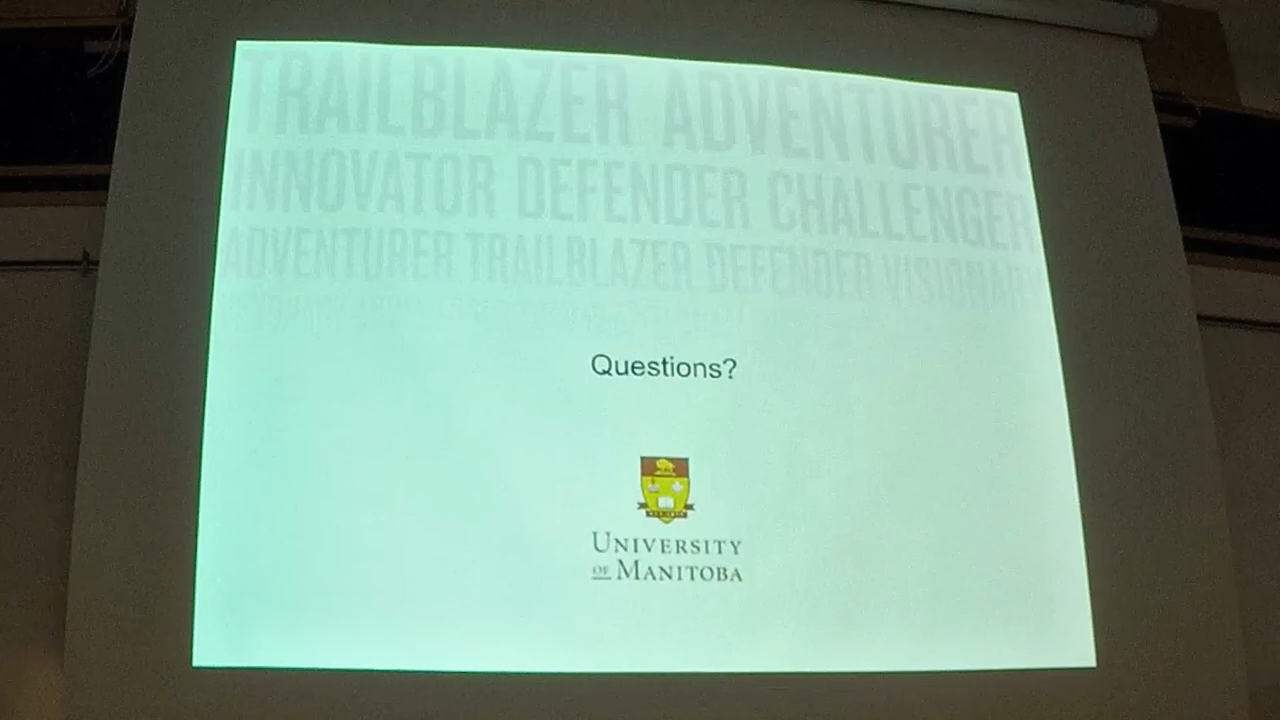 TRAILBLAZER ADVENTURER
INNOVATOR DEFENDER CHALLENGER
ADVENTURER TRAILBLAZER DEFENDER VISIONARY
Questions?
UNIVERSITY
OF MANITOBA